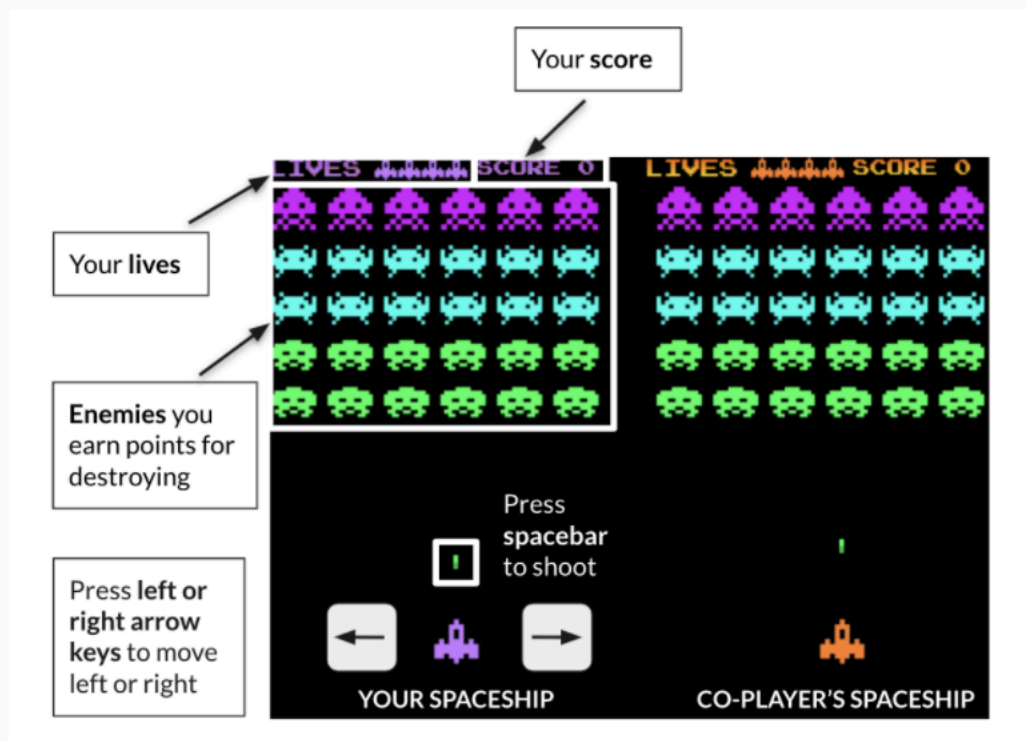 Your score
LIVES SCORE 0
LIVES SCORE 0
Your lives
Enemies you
earn points for
destroying
Press
spacebar
to shoot
Press left or
right arrow
keys to move
left or right
YOUR SPACESHIP
CO-PLAYER'S SPACESHIP